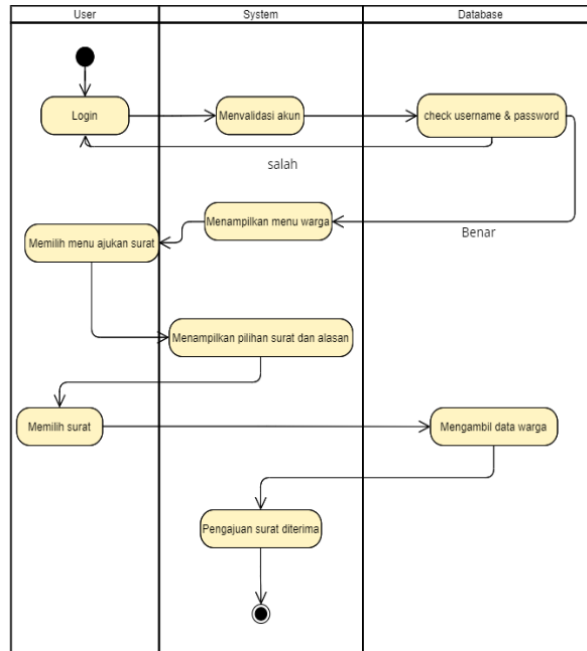 User
System
Database
Login
Menvalidasi akun
check username & password
salah
Menampilkan menu warga
Benar
Memilih menu ajukan surat
Menampilkan pilihan surat dan alasan
Memilih surat
Mengambil data warga
Pengajuan surat diterima